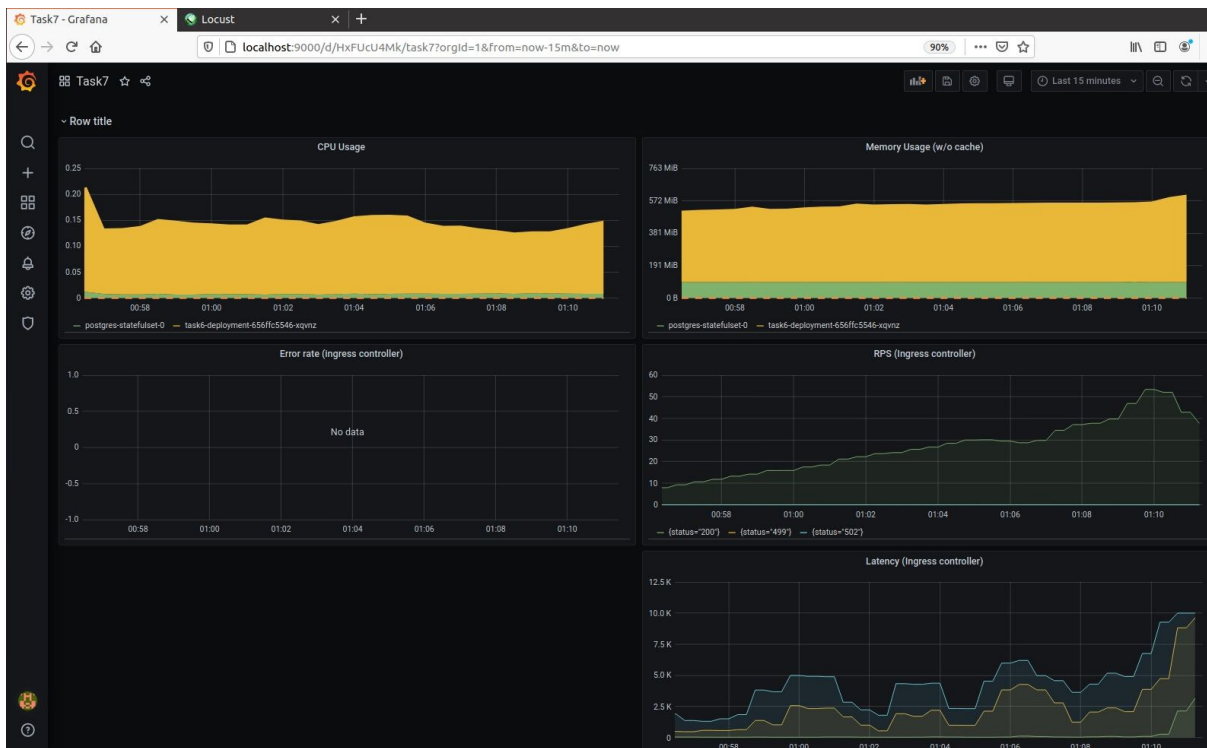 Task7 - Grafana
Locust
localhost:9000/d/HxFUcU4Mk/task7?orgId=1&from=now-15m&to=now
90%
Task7
Last 15 minutes
Row title
CPU Usage
0.25
0.20
0.15
0.10
0.05
0
00:58 01:00 01:02 01:04 01:06 01:08 01:10
postgres-statefulset-0 task6-deployment-656ffc5546-xqvnz
Memory Usage (w/o cache)
763 MiB
572 MiB
381 MiB
191 MiB
0 B
00:58 01:00 01:02 01:04 01:06 01:08 01:10
postgres-statefulset-0 task6-deployment-656ffc5546-xqvnz
Error rate (Ingress controller)
1.0
0.5
0
-0.5
-1.0
No data
00:58 01:00 01:02 01:04 01:06 01:08 01:10
RPS (Ingress controller)
60
50
40
30
20
10
0
00:58 01:00 01:02 01:04 01:06 01:08 01:10
{status="200"} {status="499"} {status="502"}
Latency (Ingress controller)
12.5 K
10.0 K
7.5 K
5.0 K
2.5 K
0
00:58 01:00 01:02 01:04 01:06 01:08 01:10